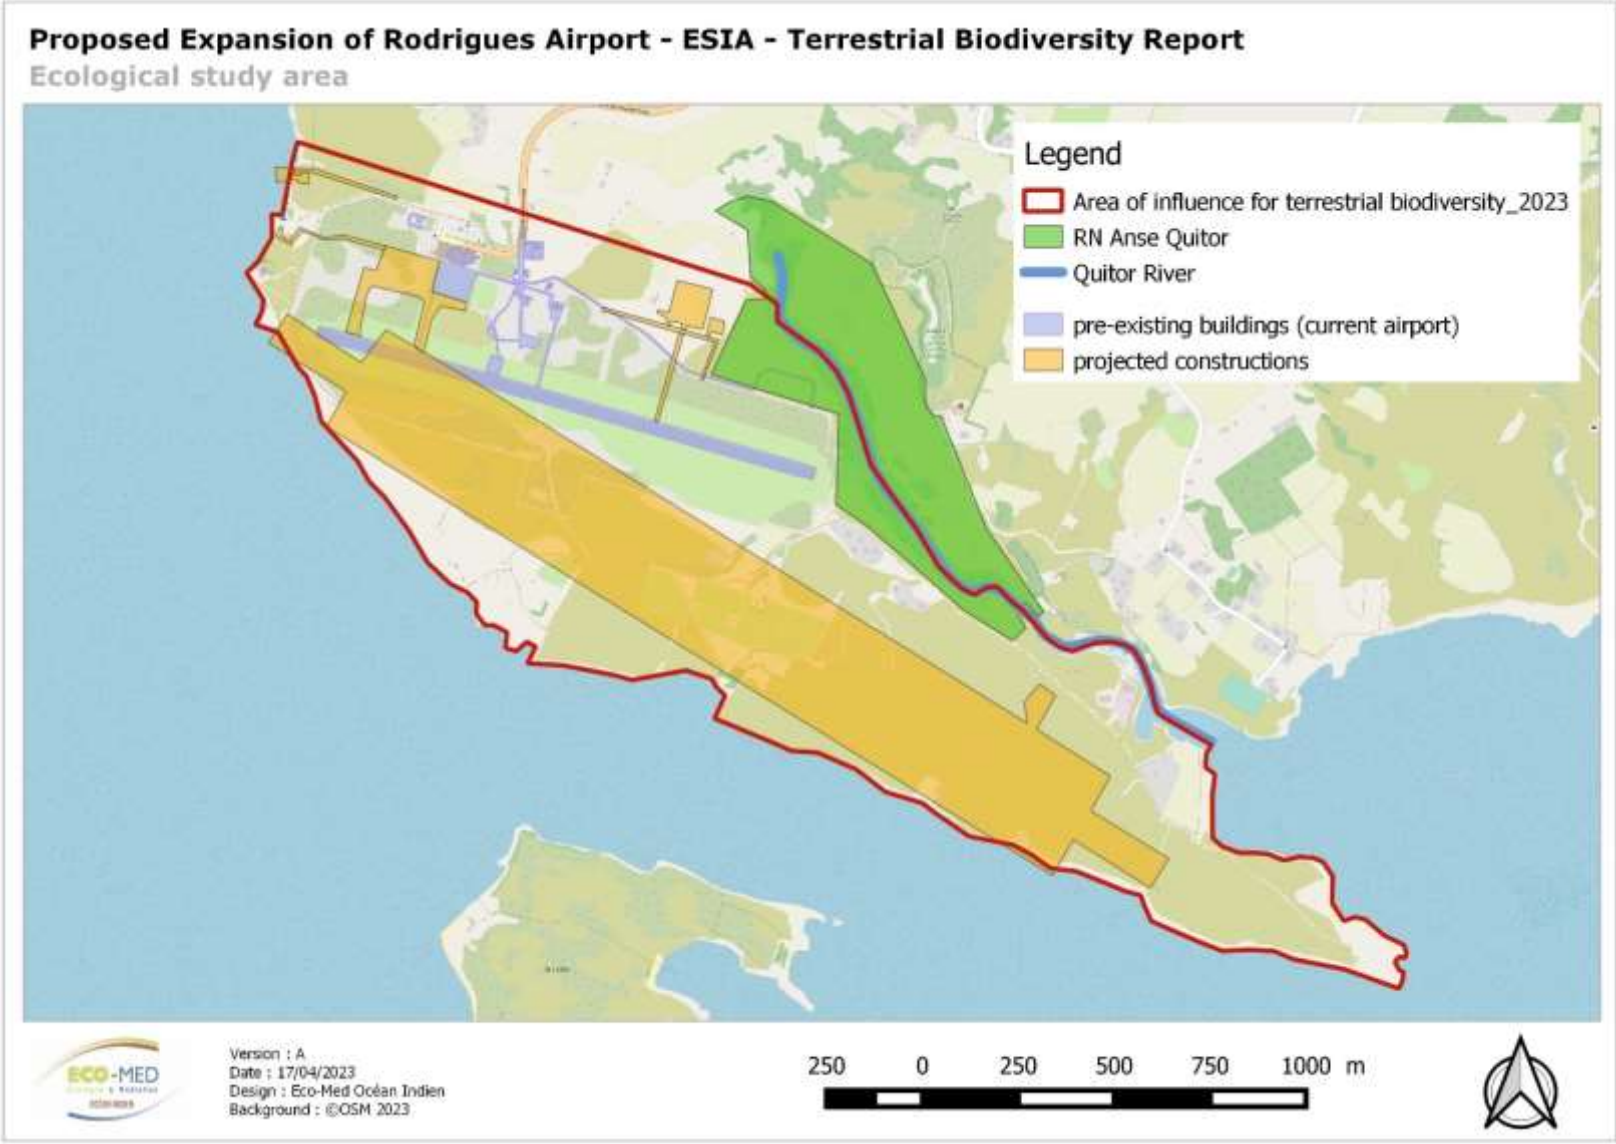 Proposed Expansion of Rodrigues Airport - ESIA - Terrestrial Biodiversity Report
Ecological study area
Legend
Area of influence for terrestrial biodiversity_2023
RN Anse Quitor
Quitor River
pre-existing buildings (current airport)
projected constructions
ECO-MED
Version : A
Date : 17/04/2023
Design : Eco-Med Océan Indien
Background : ©OSM 2023
250 0 250 500 750 1000 m